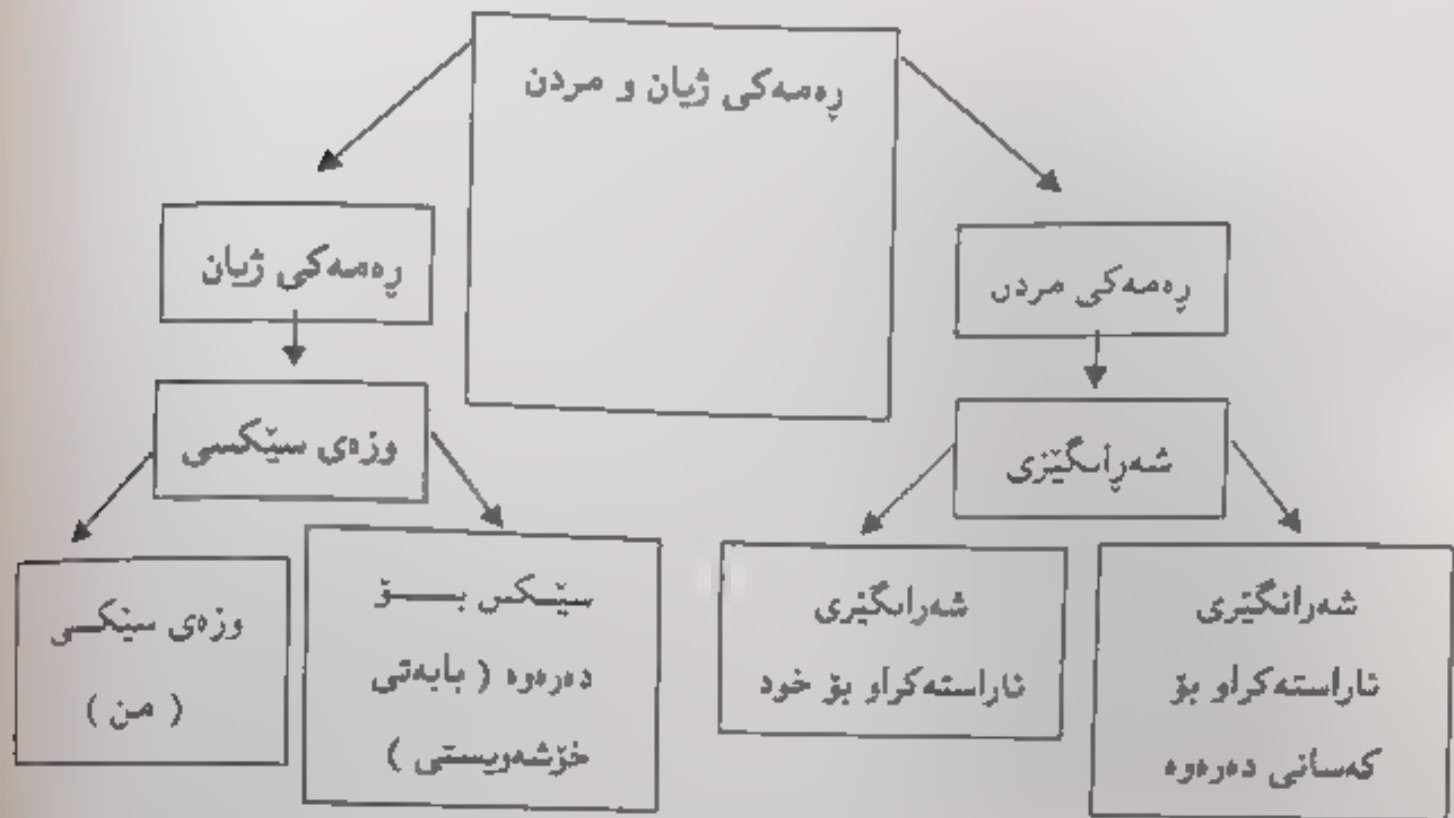 ڕەمەکی ژیان و مردن
ڕەمەکی مردن
ڕەمەکی ژیان
شەڕانگێزی
وزەی سێکسی
شەرانگێزی
ئاراستەکراو بۆ
کەسانی دەرەوە
شەرانگێزی
ئاراستەکراو بۆ خود
سێکس بۆ
دەرەوە ( بابەتی
خۆشەویستی )
وزەی سێکسی
( من )